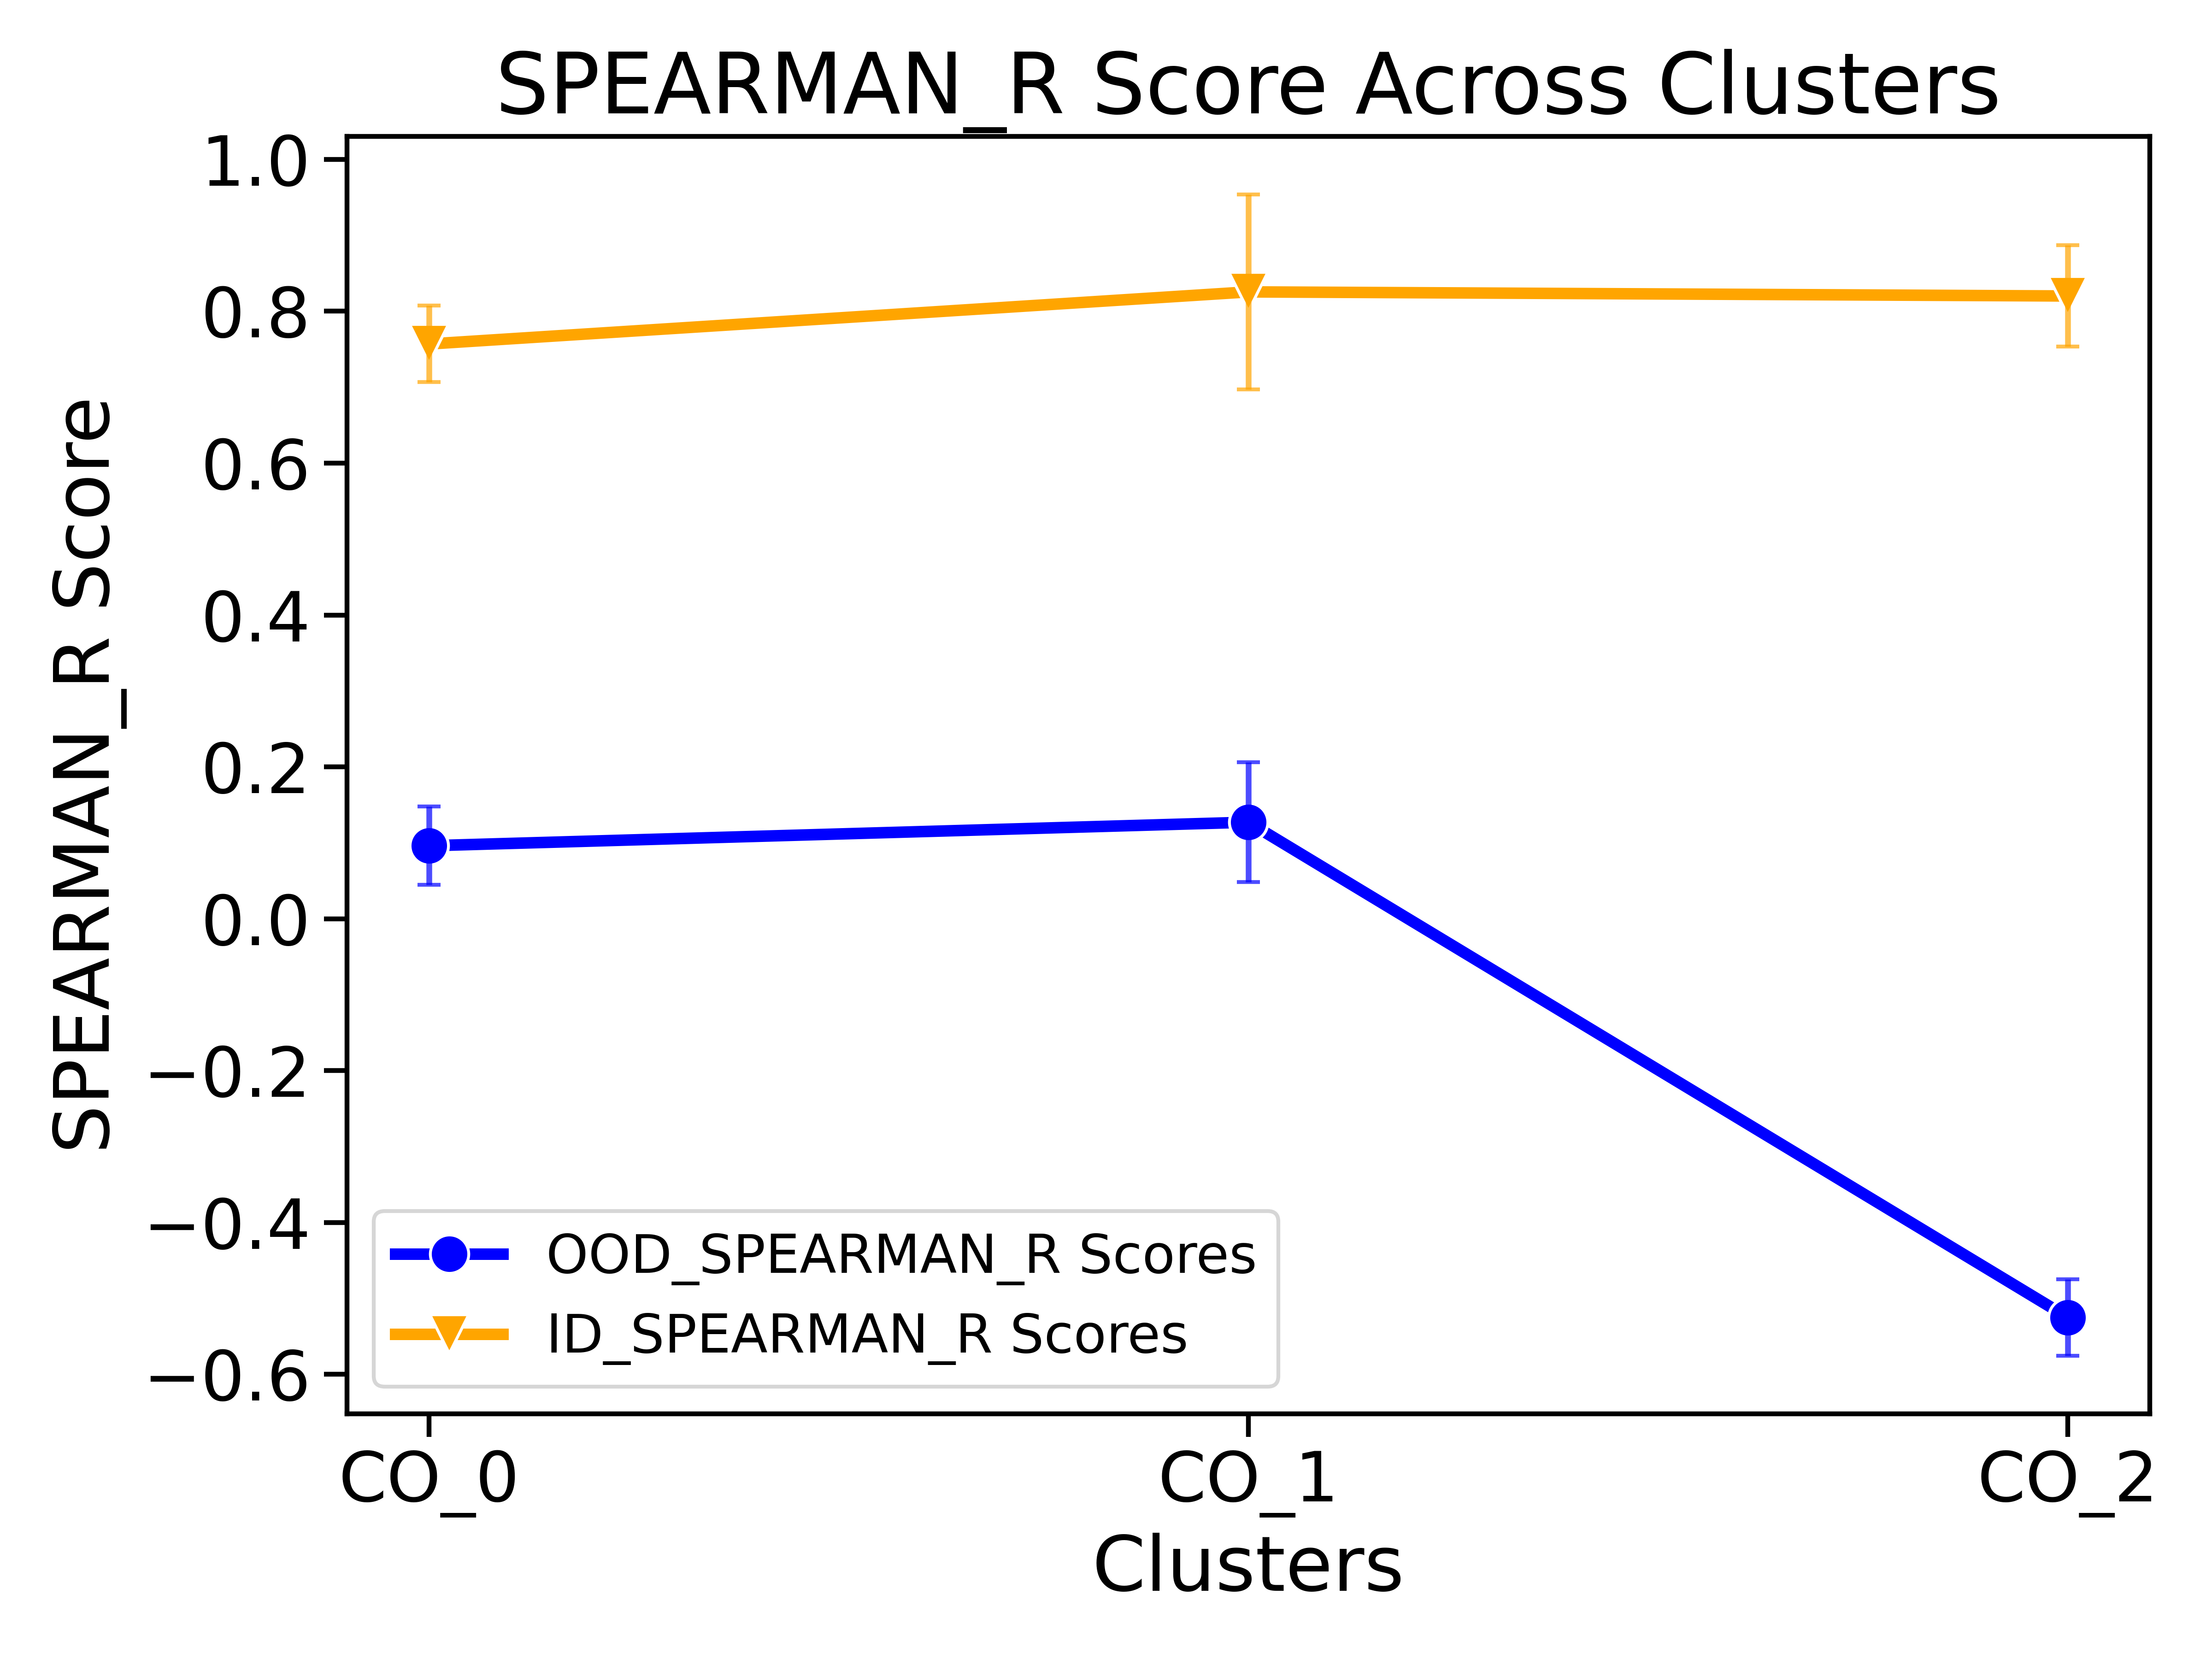 SPEARMAN_R Score Across Clusters
SPEARMAN_R Score
1.0
0.8
0.6
0.4
0.2
0.0
−0.2
−0.4
−0.6
OOD_SPEARMAN_R Scores
ID_SPEARMAN_R Scores
CO_0 CO_1 CO_2
Clusters